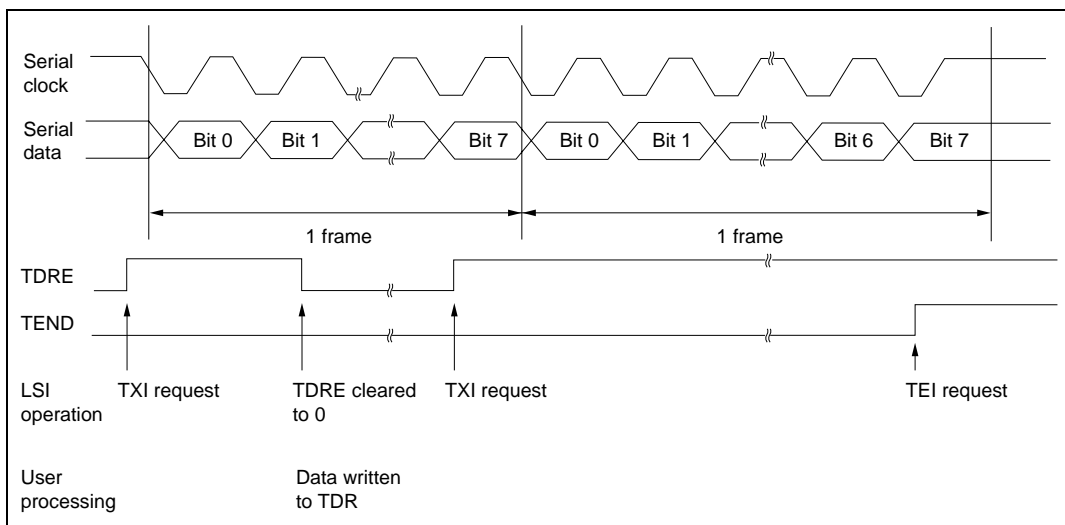 Serial
clock
Serial
data
Bit 0
Bit 1
Bit 7
Bit 0
Bit 1
Bit 6
Bit 7
1 frame
1 frame
TDRE
TEND
LSI
operation
TXI request
TDRE cleared
to 0
TXI request
TEI request
User
processing
Data written
to TDR